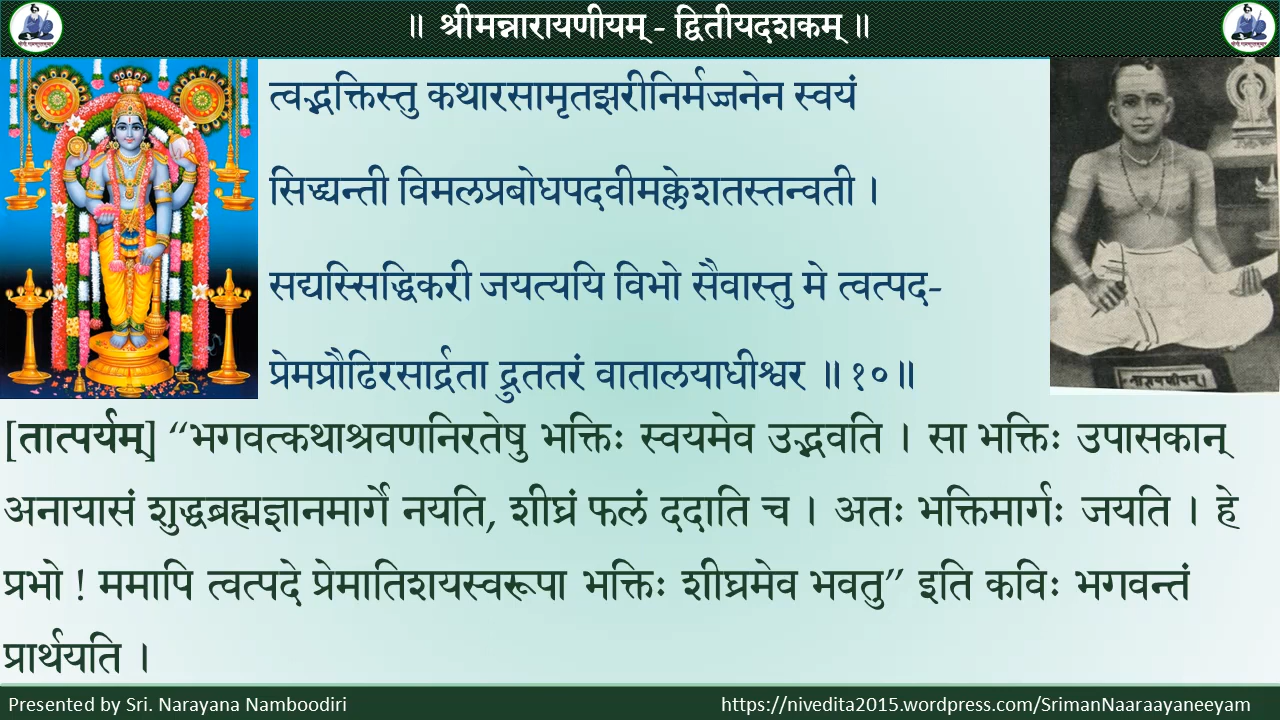 ॥ श्रीमन्नारायणीयम् - द्वितीयदशकम् ॥
त्वद्भक्तिस्तु कथारसामृतझरीनिर्मज्जनेन स्वयं
सिद्ध्यन्ती विमलप्रबोधपदवीमक्लेशतस्तन्वती ।
सद्यस्सिद्धिकरी जयत्ययि विभो सैवास्तु मे त्वत्पद-
प्रेमप्रौढिरसार्द्रता द्रुततरं वातालयाधीश्वर ॥ १० ॥
[तात्पर्यम्] “भगवत्कथाश्रवणनिरतेषु भक्तिः स्वयमेव उद्भवति । सा भक्तिः उपासकान्
अनायासं शुद्धब्रह्मज्ञानमार्गे नयति, शीघ्रं फलं ददाति च । अतः भक्तिमार्गः जयति । हे
प्रभो ! ममापि त्वत्पदे प्रेमातिशयस्वरूपा भक्तिः शीघ्रमेव भवतु” इति कविः भगवन्तं
प्रार्थयति ।
Presented by Sri. Narayana Namboodiri
https://nivedita2015.wordpress.com/SrimanNaaraayaneeyam